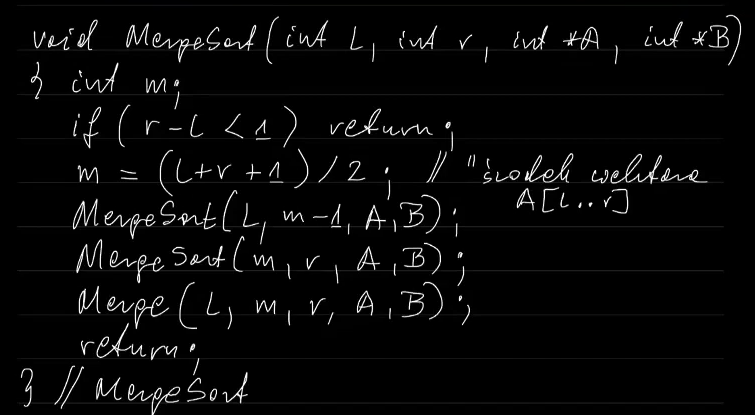 void MergeSort(int L, int r, int *A, int *B)
{ int m;
if (r-L < 1) return;
m = (L+r+1)/2; // "środek wektora
A[L..r]
MergeSort(L, m-1, A, B);
MergeSort(m, r, A, B);
Merge(L, m, r, A, B);
return;
} // MergeSort